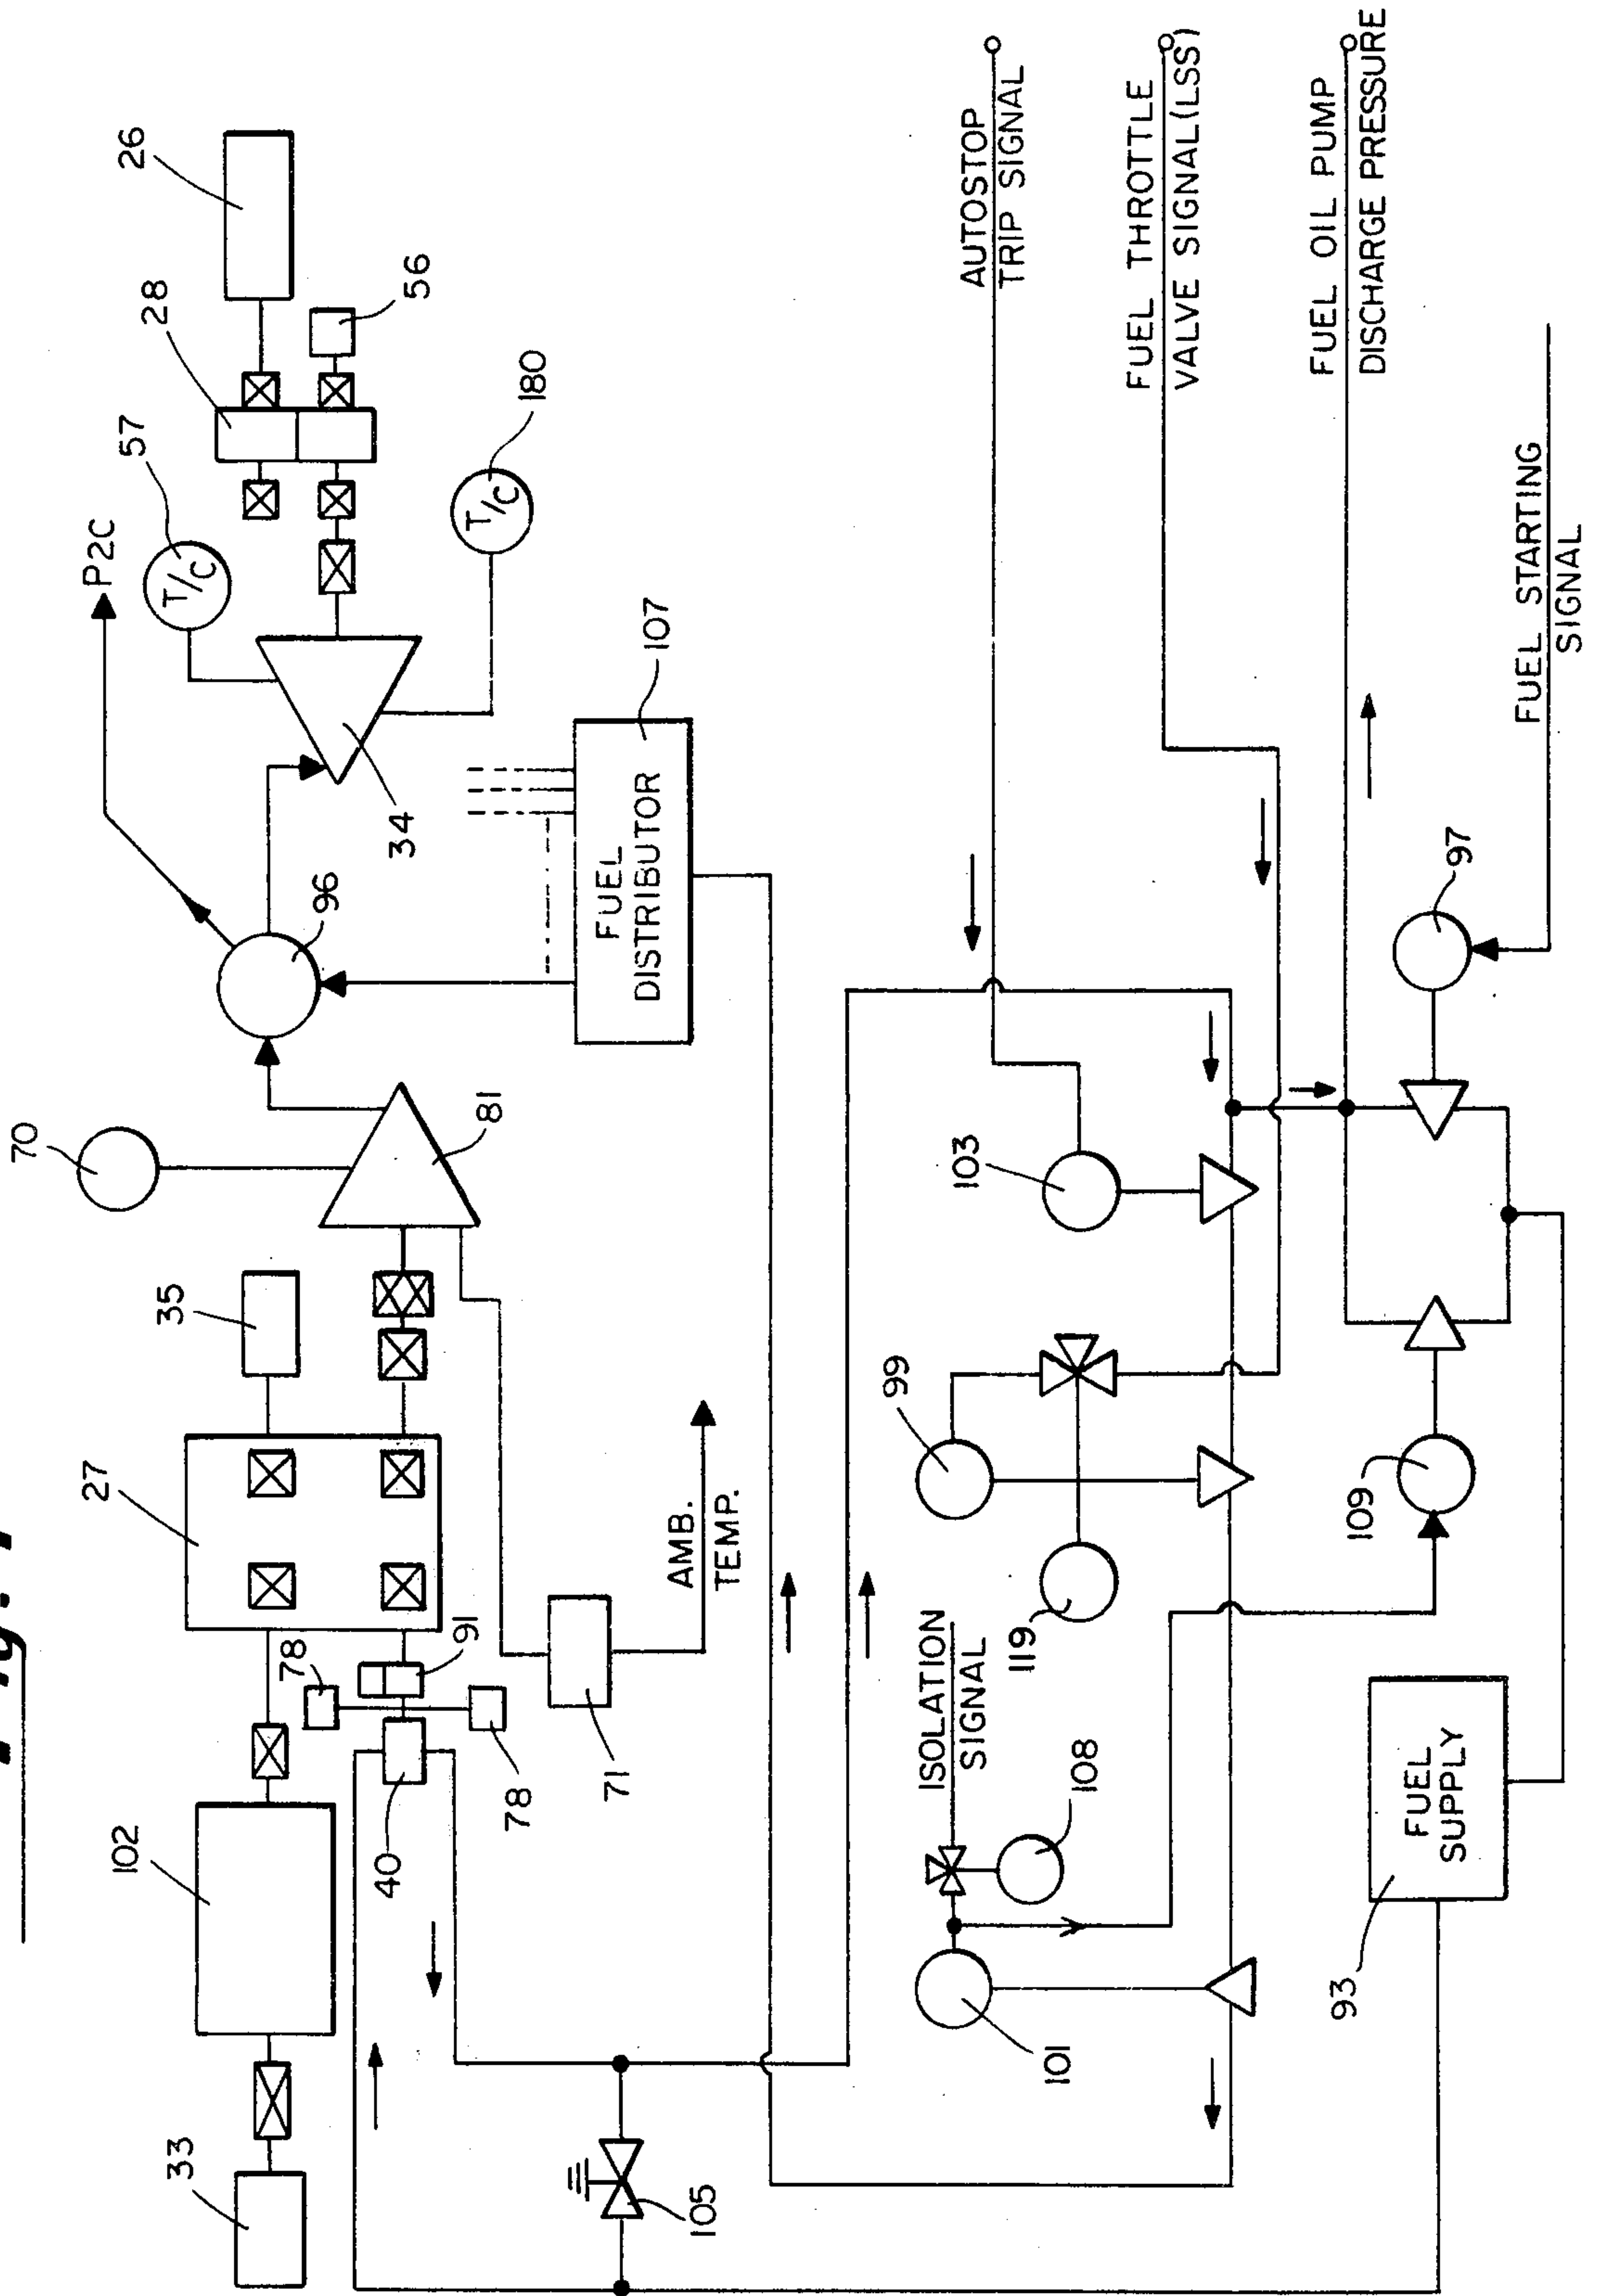 33
102
78
27
35
70
P2C
57
28
26
40
91
78
81
96
34
T/C
T/C
180
56
71
AMB.
TEMP.
FUEL
DISTRIBUTOR
107
105
101
ISOLATION
SIGNAL
108
119
99
103
AUTOSTOP
TRIP SIGNAL
FUEL THROTTLE
VALVE SIGNAL(LSS)
FUEL OIL PUMP
DISCHARGE PRESSURE
93
FUEL
SUPPLY
109
97
FUEL STARTING
SIGNAL